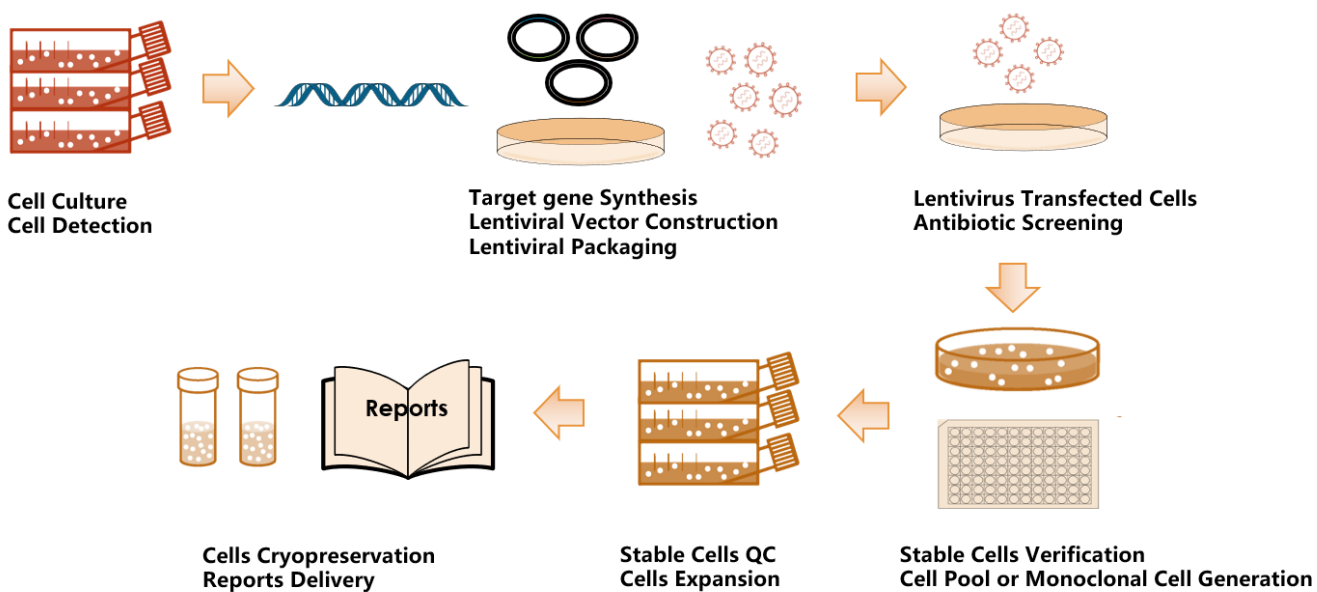 Cell Culture
Cell Detection
Target gene Synthesis
Lentiviral Vector Construction
Lentiviral Packaging
Lentivirus Transfected Cells
Antibiotic Screening
Stable Cells Verification
Cell Pool or Monoclonal Cell Generation
Stable Cells QC
Cells Expansion
Reports
Cells Cryopreservation
Reports Delivery